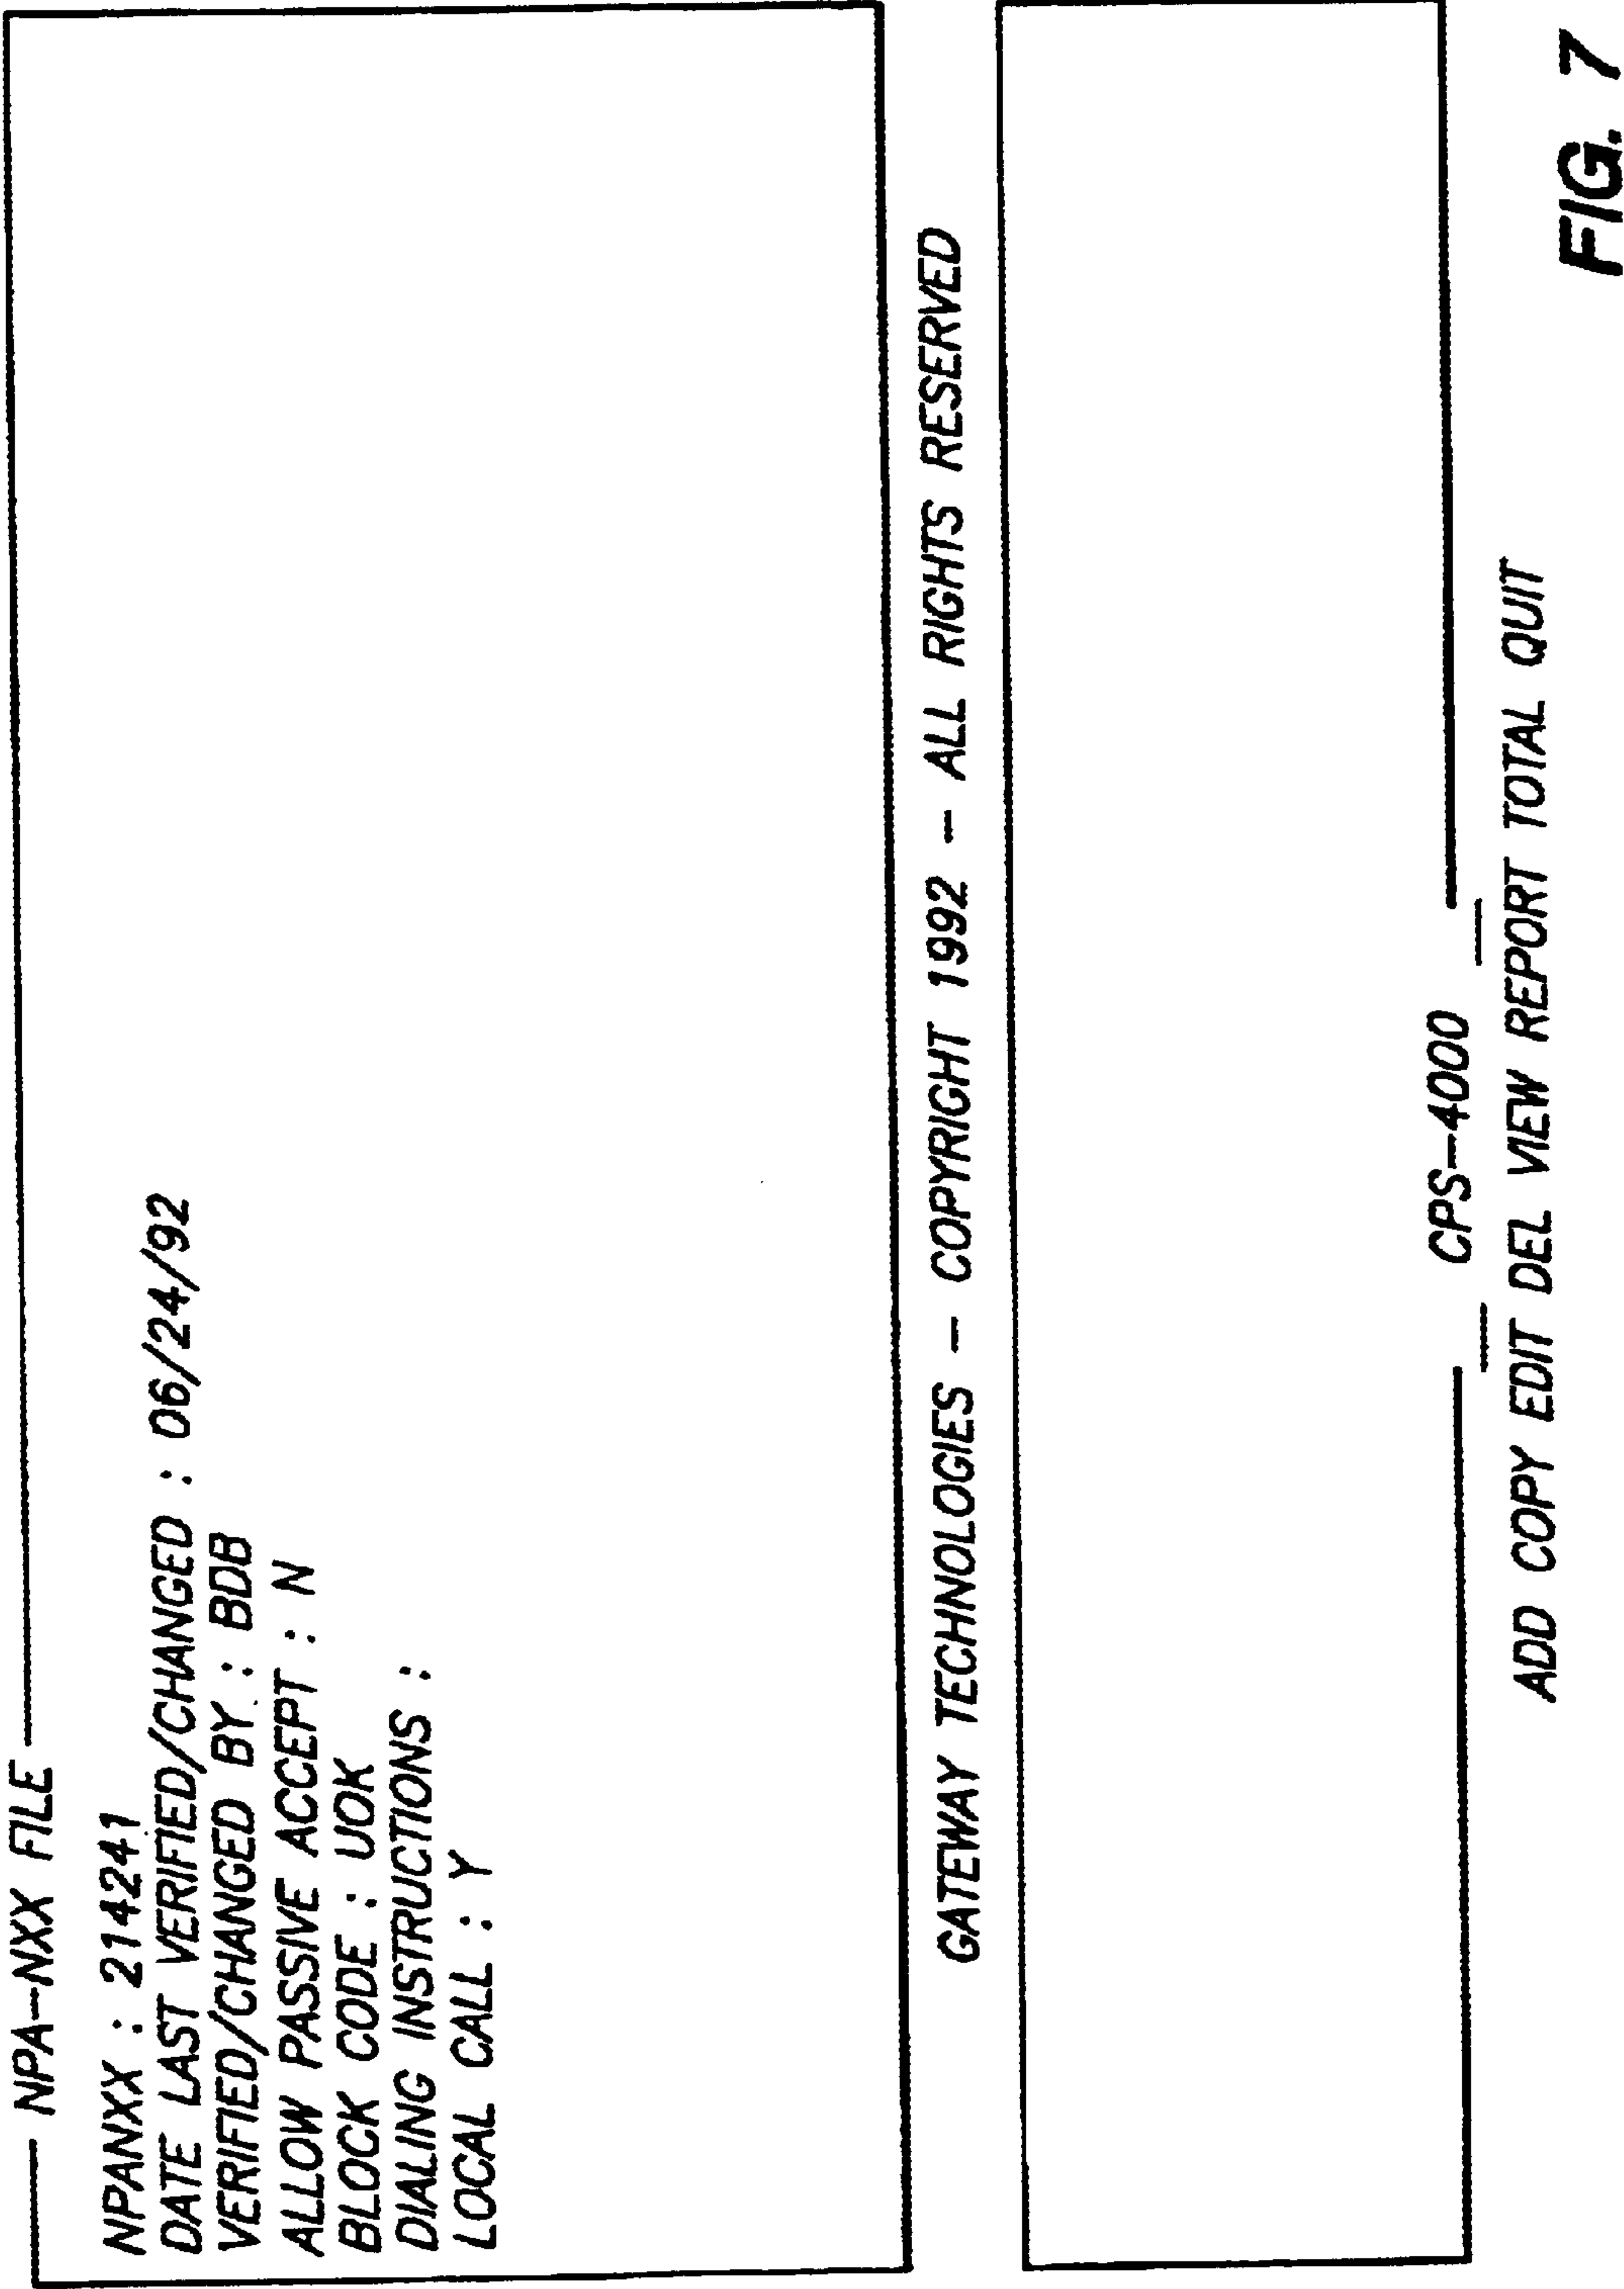 NPA-NXX FILE
NPANXX : 214241
DATE LAST VERIFIED/CHANGED : 06/24/92
VERIFIED/CHANGED BY : BDB
ALLOW PASSIVE ACCEPT : N
BLOCK CODE : UOK
DIALING INSTRUCTIONS :
LOCAL CALL : Y
GATEWAY TECHNOLOGIES - COPYRIGHT 1992 - ALL RIGHTS RESERVED
CPS-4000
ADD COPY EDIT DEL VIEW REPORT TOTAL QUIT
FIG. 7